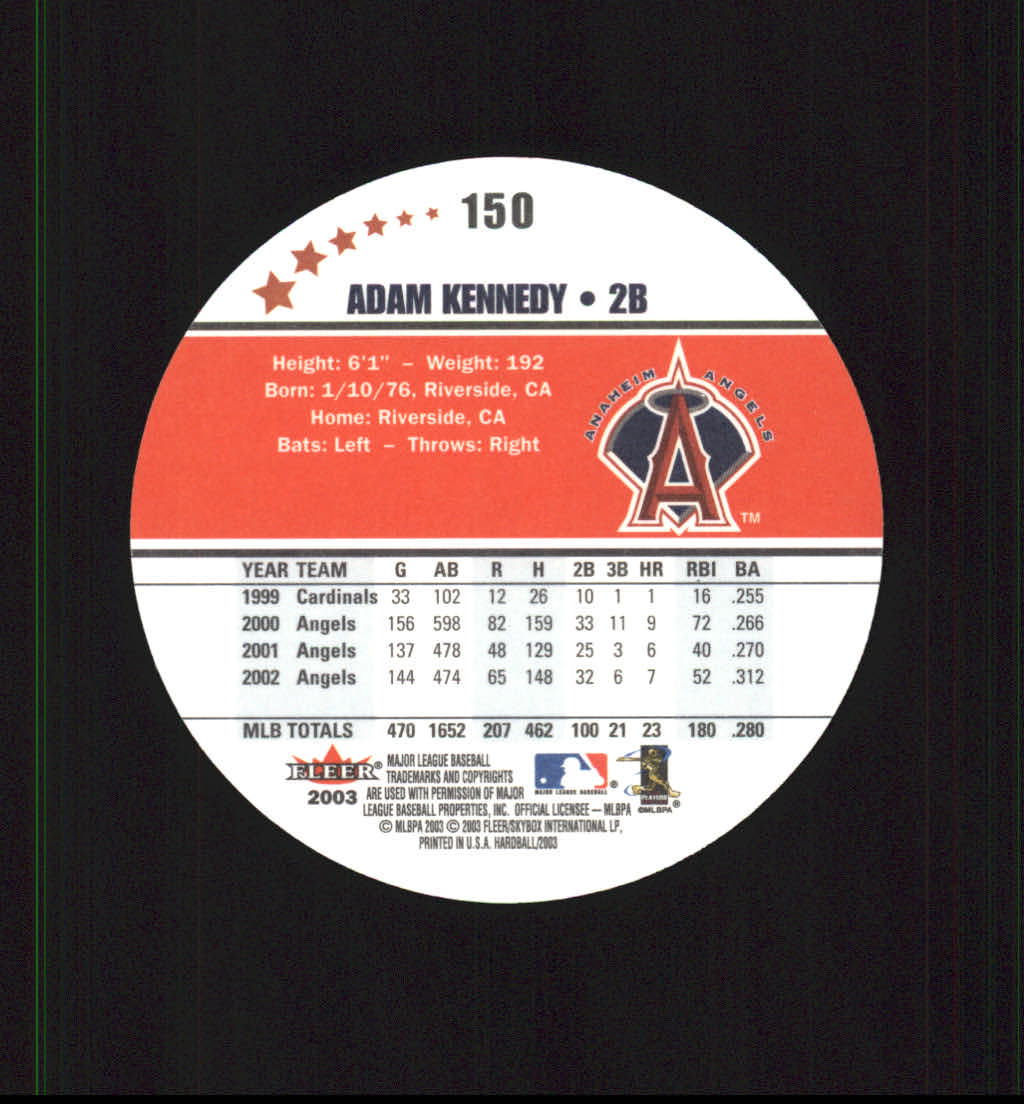 150
ADAM KENNEDY • 2B
Height: 6'1" – Weight: 192
Born: 1/10/76, Riverside, CA
Home: Riverside, CA
Bats: Left – Throws: Right
ANAHEIM ANGELS
A
TM
YEAR TEAM G AB R H 2B 3B HR RBI BA
1999 Cardinals 33 102 12 26 10 1 1 16 .255
2000 Angels 156 598 82 159 33 11 9 72 .266
2001 Angels 137 478 48 129 25 3 6 40 .270
2002 Angels 144 474 65 148 32 6 7 52 .312
MLB TOTALS 470 1652 207 462 100 21 23 180 .280
FLEER®
2003
MAJOR LEAGUE BASEBALL
TRADEMARKS AND COPYRIGHTS
ARE USED WITH PERMISSION OF MAJOR
LEAGUE BASEBALL PROPERTIES, INC. OFFICIAL LICENSEE — MLBPA
© MLBPA 2003 © 2003 FLEER/SKYBOX INTERNATIONAL LP,
PRINTED IN U.S.A. HARDBALL/2003
MAJOR LEAGUE BASEBALL ®
PLAYERS
©MLBPA ®